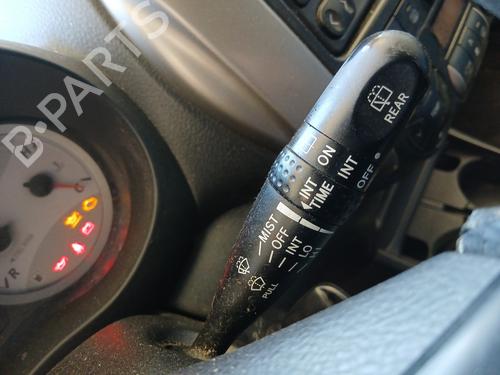 B-PARTS
REAR
ON
INT
OFF
INT
TIME
MIST
OFF
INT
LO
PULL
R